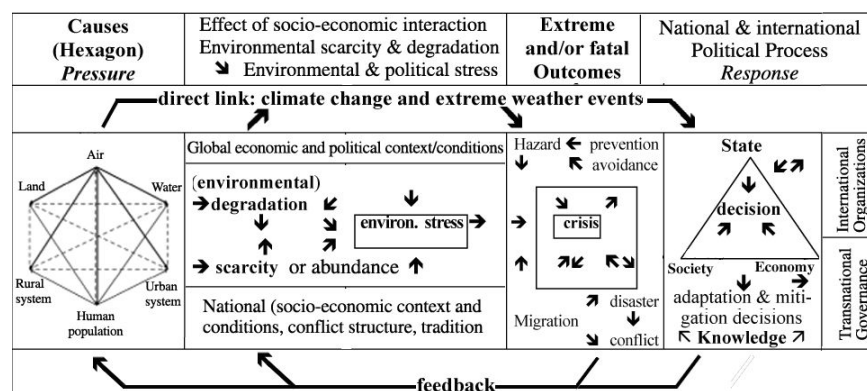 Causes
(Hexagon)
Pressure
Effect of socio-economic interaction
Environmental scarcity & degradation
Environmental & political stress
Extreme
and/or fatal
Outcomes
National & international
Political Process
Response
direct link: climate change and extreme weather events
Air
Land
Water
Rural
system
Urban
system
Human
population
Global economic and political context/conditions
(environmental)
degradation
environ. stress
scarcity or abundance
National (socio-economic context and
conditions, conflict structure, tradition
Hazard prevention
avoidance
crisis
disaster
Migration
conflict
State
decision
Society Economy
adaptation & miti-
gation decisions
Knowledge
International
Organizations
Transnational
Governance
feedback